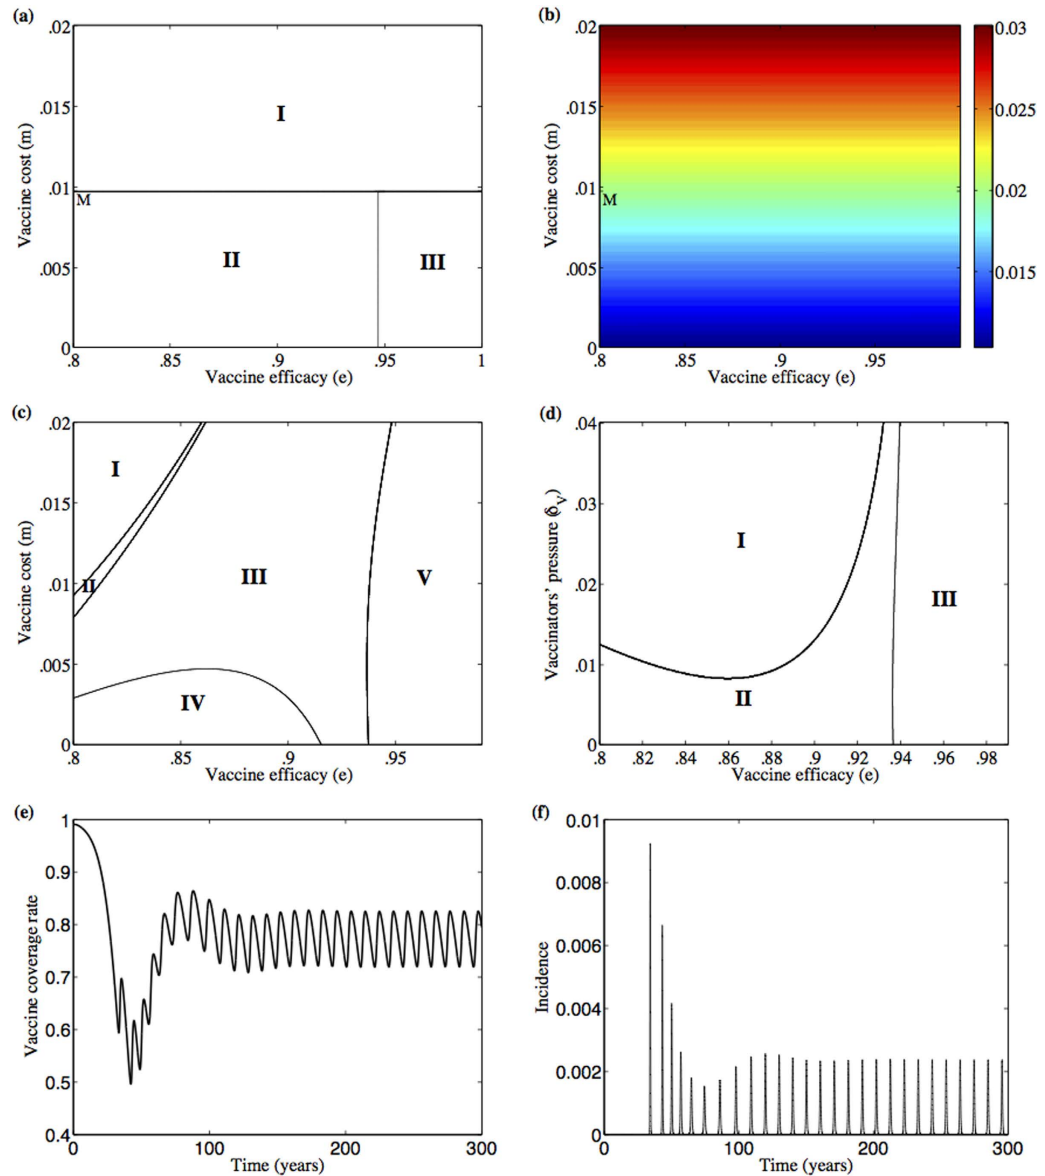 (a)
.02
.015
.01
.005
0
Vaccine cost (m)
I
M
II
III
.8
.85
.9
.95
1
Vaccine efficacy (e)
(b)
.02
.015
.01
.005
0
Vaccine cost (m)
M
.8
.85
.9
.95
Vaccine efficacy (e)
0.03
0.025
0.02
0.015
(c)
.02
.015
.01
.005
0
Vaccine cost (m)
I
II
III
IV
V
.8
.85
.9
.95
Vaccine efficacy (e)
(d)
.04
.03
.02
.01
0
Vaccinators' pressure (δV)
I
II
III
.8 .82 .84 .86 .88 .9 .92 .94 .96 .98
Vaccine efficacy (e)
(e)
1
0.9
0.8
0.7
0.6
0.5
0.4
Vaccine coverage rate
0 100 200 300
Time (years)
(f)
0.01
0.008
0.006
0.004
0.002
0
Incidence
0 100 200 300
Time (years)